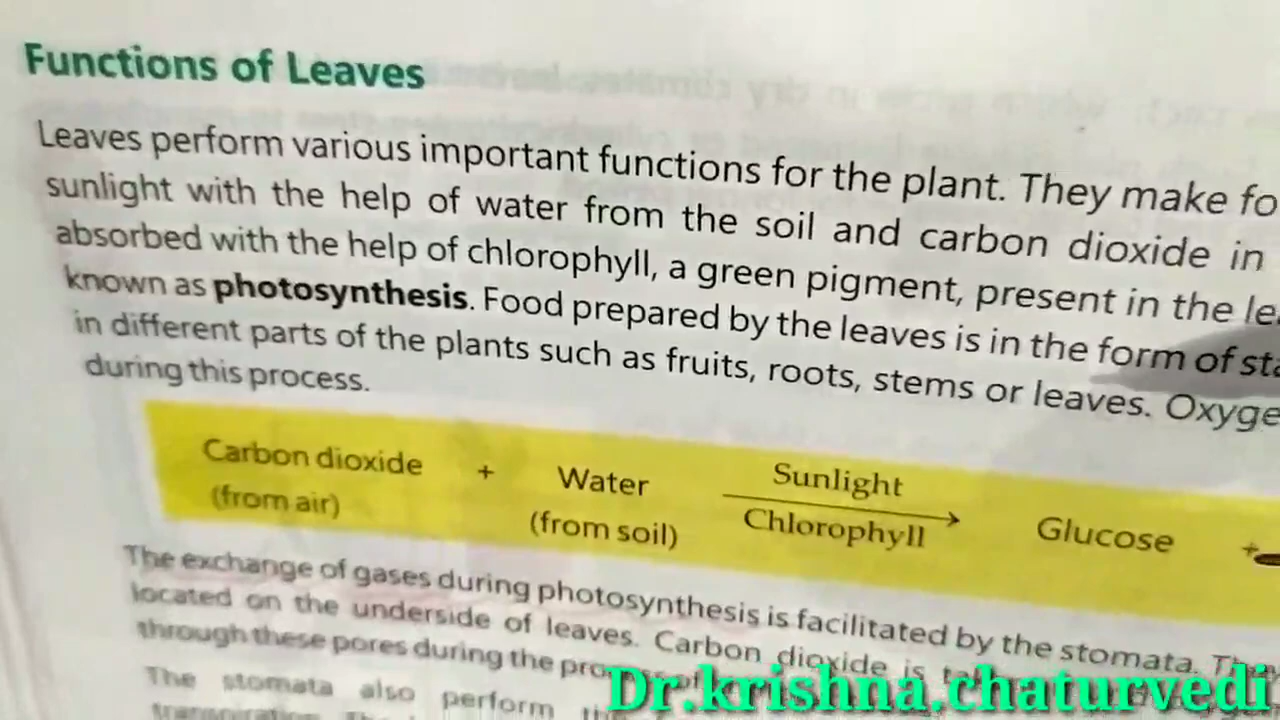 Functions of Leaves
Leaves perform various important functions for the plant. They make fo
sunlight with the help of water from the soil and carbon dioxide in
absorbed with the help of chlorophyll, a green pigment, present in the le
known as photosynthesis. Food prepared by the leaves is in the form of sta
in different parts of the plants such as fruits, roots, stems or leaves. Oxyge
during this process.
Carbon dioxide + Water Sunlight Glucose +
(from air) (from soil) Chlorophyll
The exchange of gases during photosynthesis is facilitated by the stomata. They
located on the underside of leaves. Carbon dioxide is
through these pores during the
The stomata also perform
Dr.krishna.chaturvedi